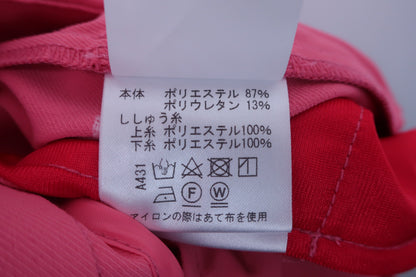 本体 ポリエステル 87%
ポリウレタン 13%
ししゅう糸
上糸 ポリエステル100%
下糸 ポリエステル100%
A431
F W
アイロンの際はあて布を使用